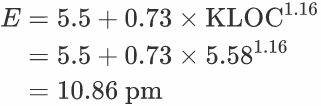 E = 5.5 + 0.73 × KLOC^1.16
= 5.5 + 0.73 × 5.58^1.16
= 10.86 pm